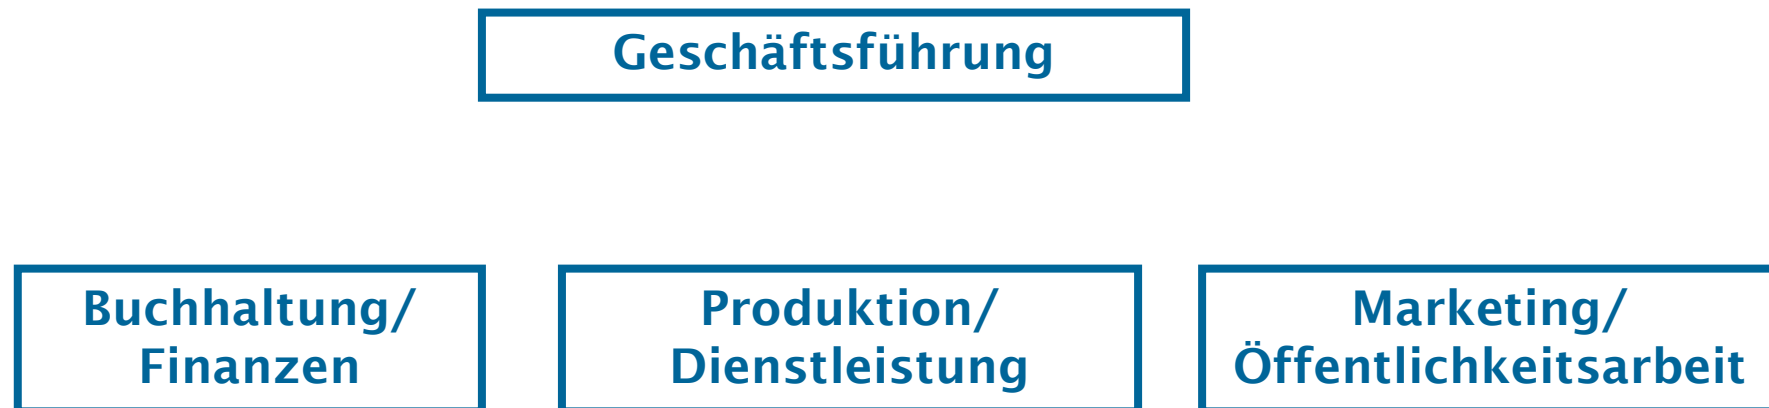 Geschäftsführung
Buchhaltung/
Finanzen
Produktion/
Dienstleistung
Marketing/
Öffentlichkeitsarbeit